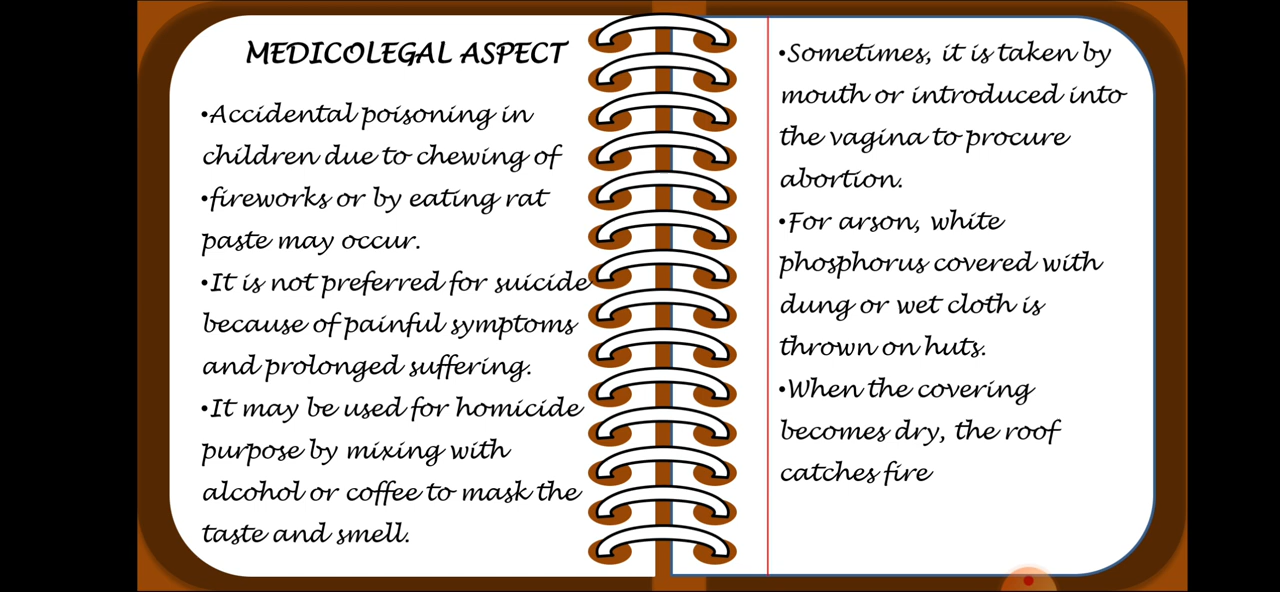 MEDICOLEGAL ASPECT
•Accidental poisoning in
children due to chewing of
•fireworks or by eating rat
paste may occur.
•It is not preferred for suicide
because of painful symptoms
and prolonged suffering.
•It may be used for homicide
purpose by mixing with
alcohol or coffee to mask the
taste and smell.
•Sometimes, it is taken by
mouth or introduced into
the vagina to procure
abortion.
•For arson, white
phosphorus covered with
dung or wet cloth is
thrown on huts.
•When the covering
becomes dry, the roof
catches fire